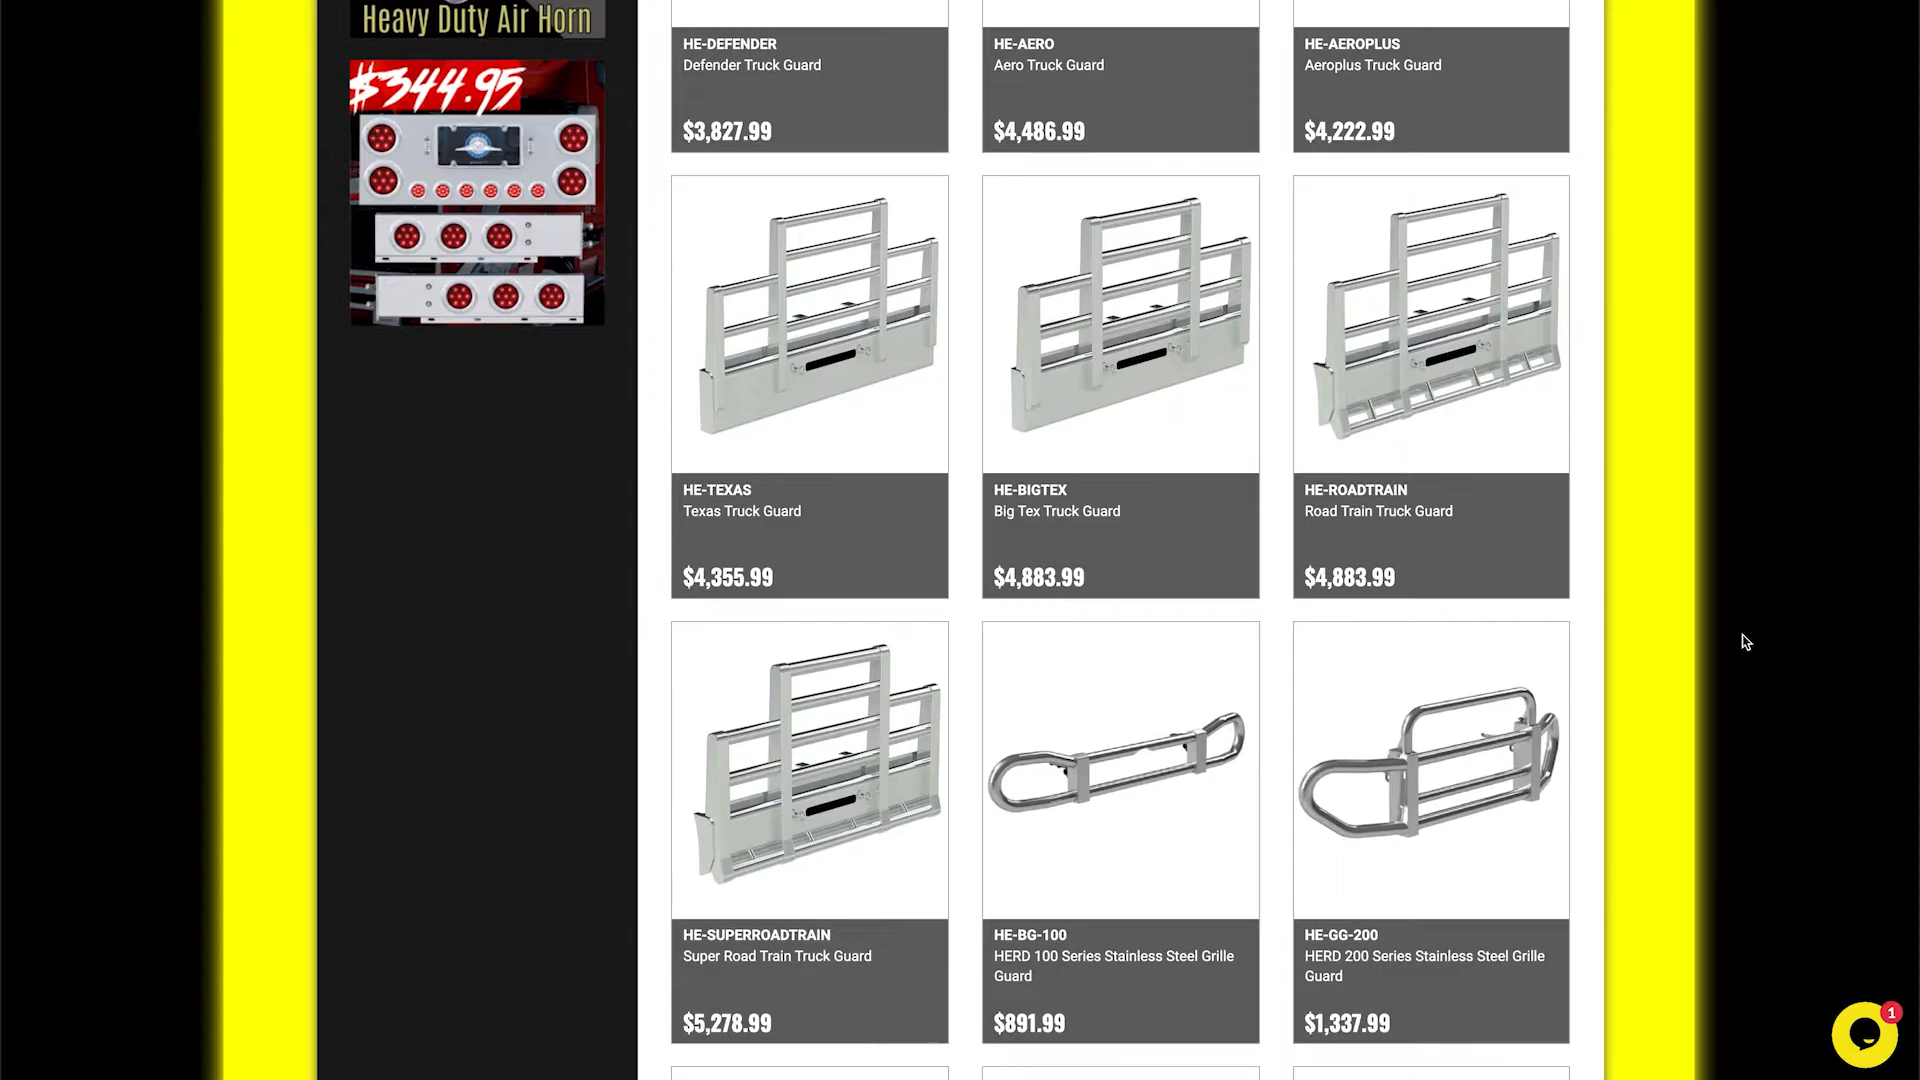 Heavy Duty Air Horn
$344.95
HE-DEFENDER
Defender Truck Guard
$3,827.99
HE-AERO
Aero Truck Guard
$4,486.99
HE-AEROPLUS
Aeroplus Truck Guard
$4,222.99
HE-TEXAS
Texas Truck Guard
$4,355.99
HE-BIGTEX
Big Tex Truck Guard
$4,883.99
HE-ROADTRAIN
Road Train Truck Guard
$4,883.99
HE-SUPERROADTRAIN
Super Road Train Truck Guard
$5,278.99
HE-BG-100
HERD 100 Series Stainless Steel Grille
Guard
$891.99
HE-GG-200
HERD 200 Series Stainless Steel Grille
Guard
$1,337.99
1